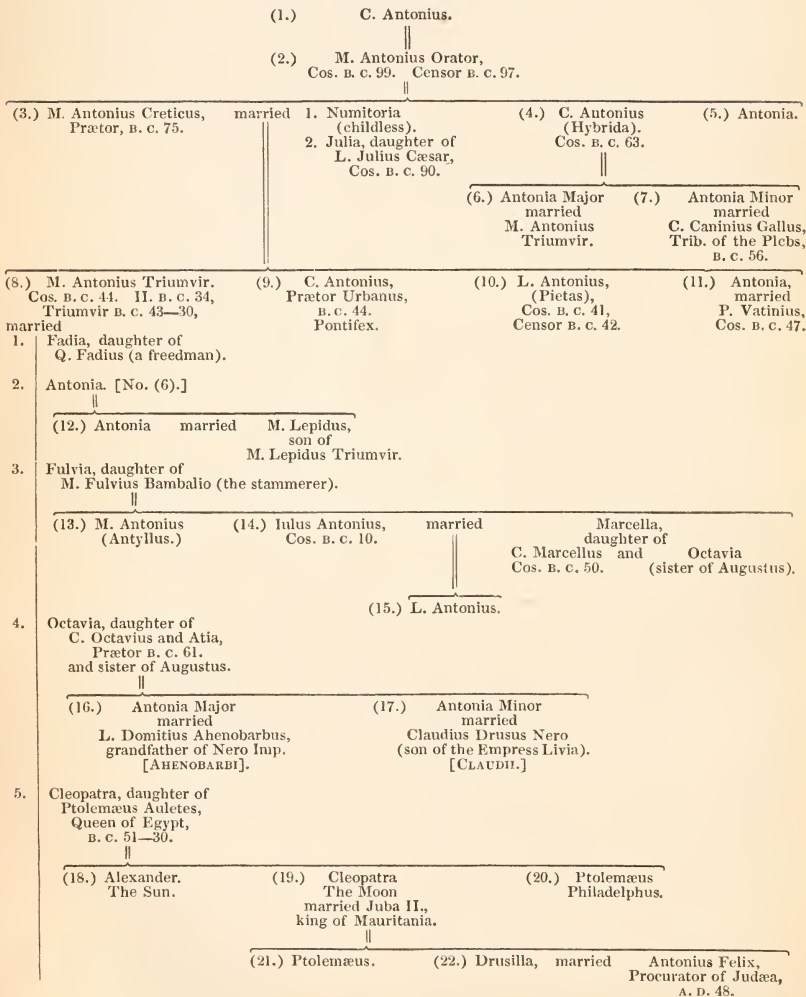 (1.) C. Antonius.
(2.) M. Antonius Orator,
Cos. B. C. 99. Censor B. C. 97.
(3.) M. Antonius Creticus, married 1. Numitoria (4.) C. Antonius (5.) Antonia.
Prætor, B. C. 75. (childless). (Hybrida).
2. Julia, daughter of Cos. B. C. 63.
L. Julius Cæsar,
Cos. B. C. 90.
(6.) Antonia Major (7.) Antonia Minor
married married
M. Antonius C. Caninius Gallus,
Triumvir. Trib. of the Plebs,
B. C. 56.
(8.) M. Antonius Triumvir. (9.) C. Antonius, (10.) L. Antonius, (11.) Antonia,
Cos. B. C. 44. II. B. C. 34, Prætor Urbanus, (Pietas), married
Triumvir B. C. 43—30, B. C. 44. Cos. B. C. 41, P. Vatinius,
married Pontifex. Censor B. C. 42. Cos. B. C. 47.
1. Fadia, daughter of
Q. Fadius (a freedman).
2. Antonia. [No. (6).]
(12.) Antonia married M. Lepidus,
son of
M. Lepidus Triumvir.
3. Fulvia, daughter of
M. Fulvius Bambalio (the stammerer).
(13.) M. Antonius (14.) Iulus Antonius, married Marcella,
(Antyllus.) Cos. B. C. 10. daughter of
C. Marcellus and Octavia
Cos. B. C. 50. (sister of Augustus).
(15.) L. Antonius.
4. Octavia, daughter of
C. Octavius and Atia,
Prætor B. C. 61.
and sister of Augustus.
(16.) Antonia Major (17.) Antonia Minor
married married
L. Domitius Ahenobarbus, Claudius Drusus Nero
grandfather of Nero Imp. (son of the Empress Livia).
[AHENOBARBI]. [CLAUDII.]
5. Cleopatra, daughter of
Ptolemæus Auletes,
Queen of Egypt,
B. C. 51—30.
(18.) Alexander. (19.) Cleopatra (20.) Ptolemæus
The Sun. The Moon Philadelphus.
married Juba II.,
king of Mauritania.
(21.) Ptolemæus. (22.) Drusilla, married Antonius Felix,
Procurator of Judæa,
A. D. 48.